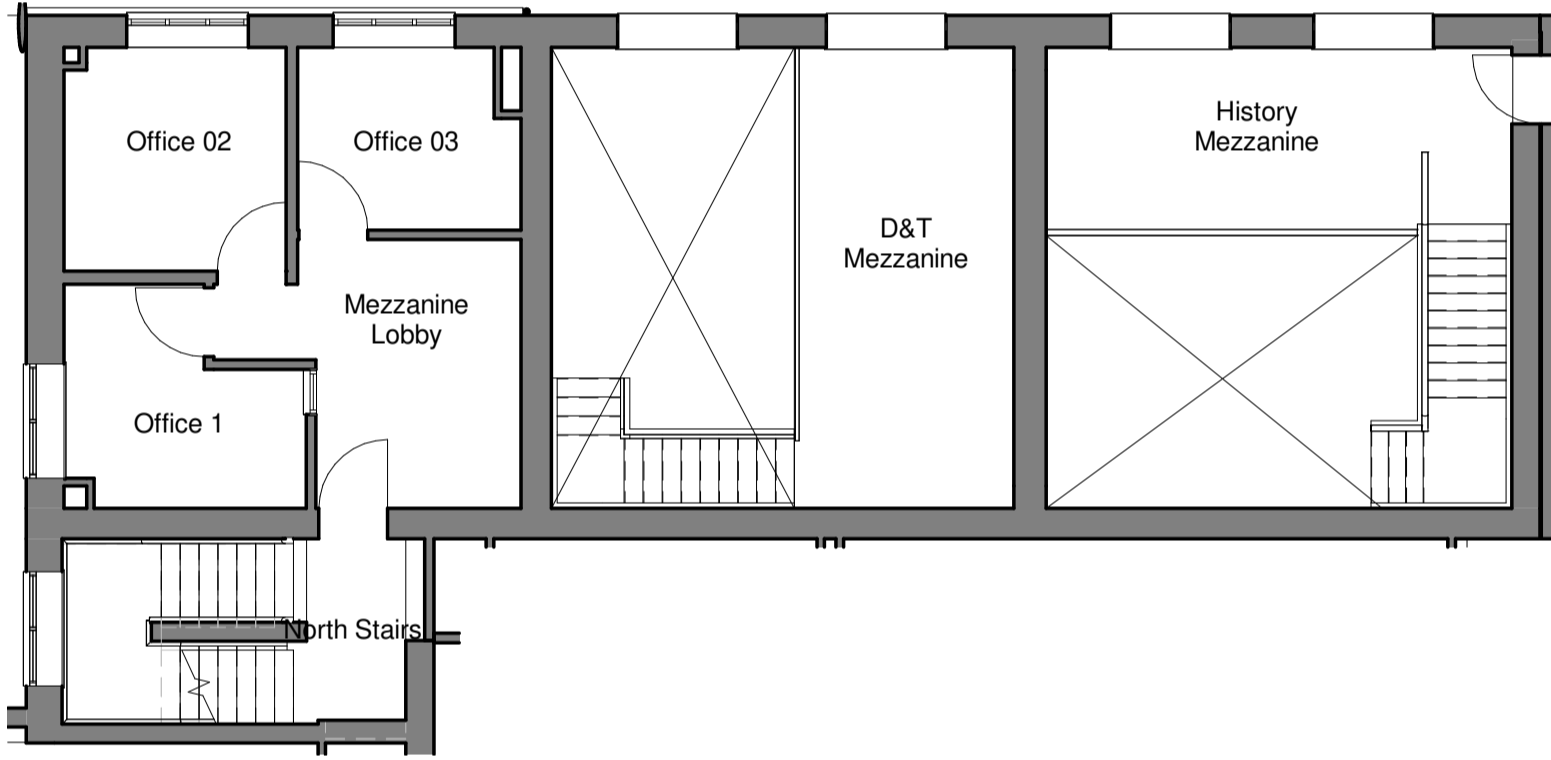 Office 02
Office 03
History
Mezzanine
D&T
Mezzanine
Mezzanine
Lobby
Office 1
North Stairs